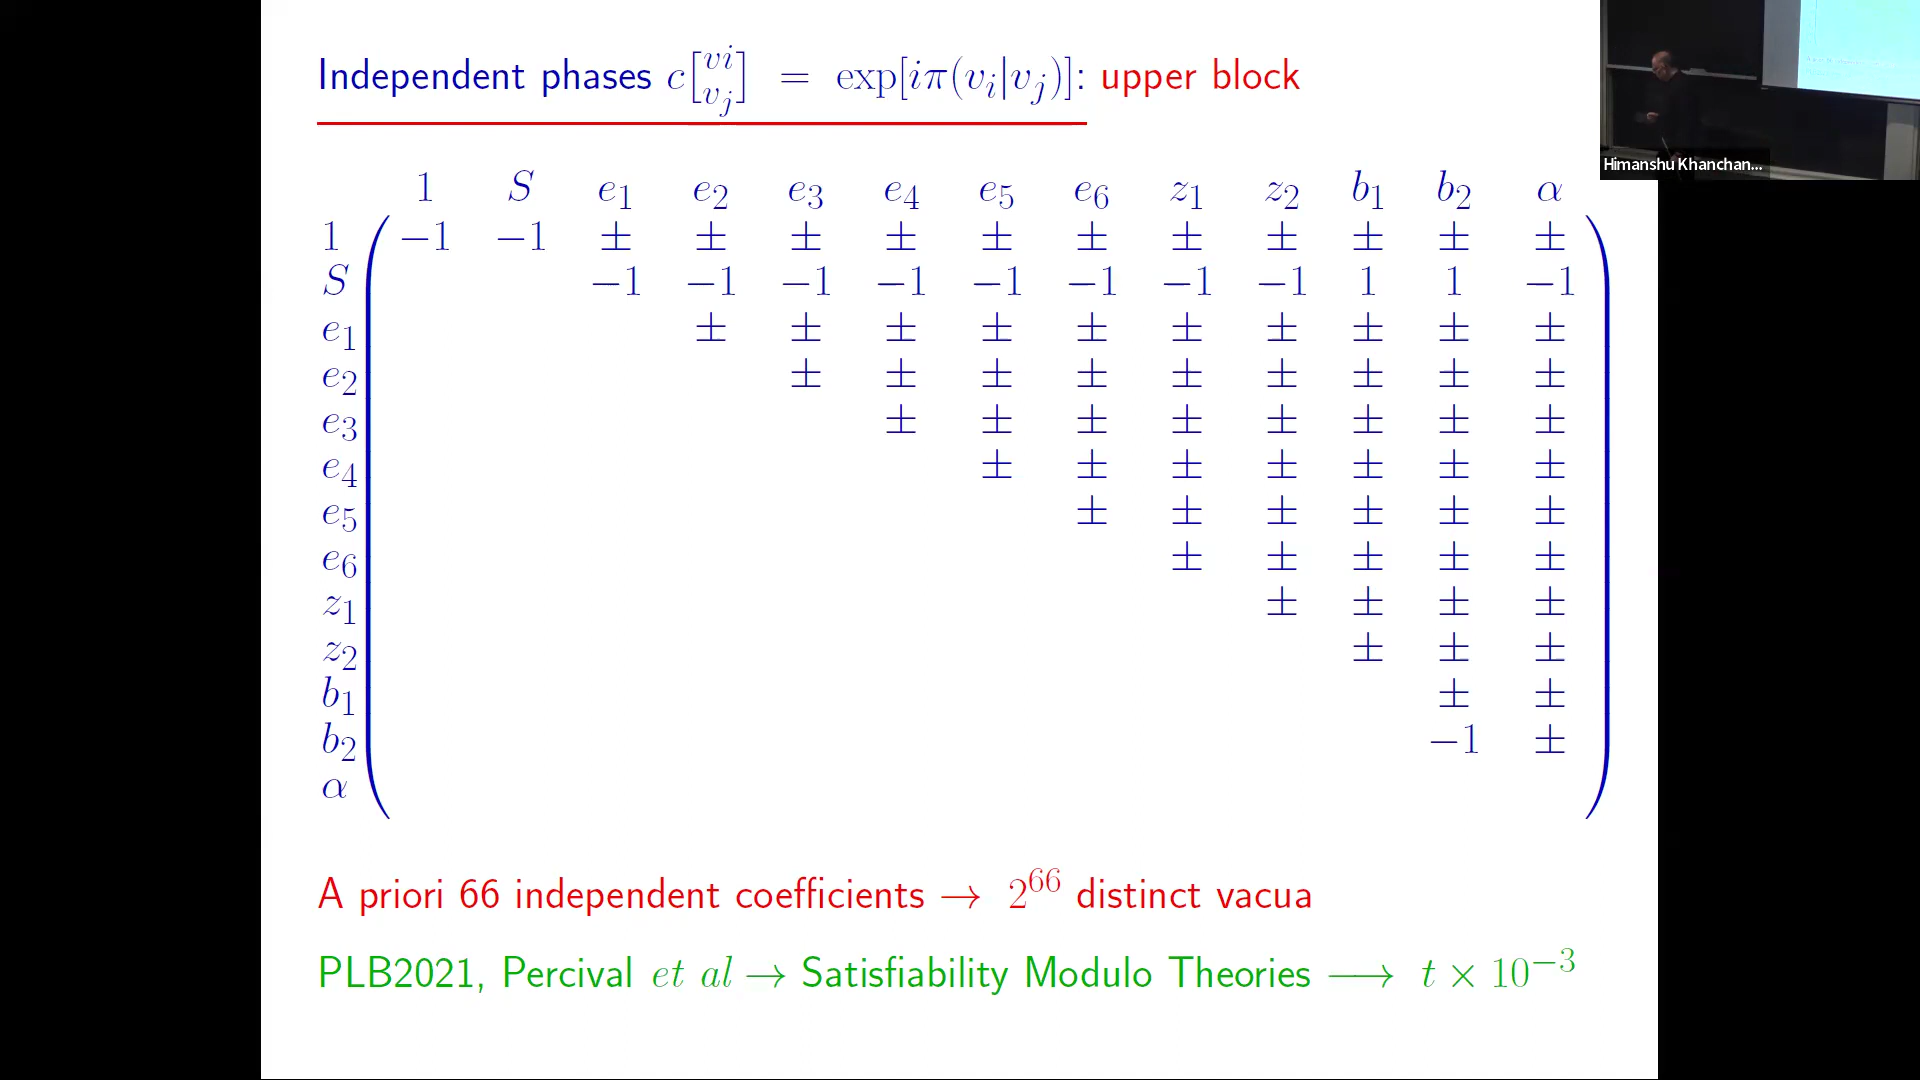 Independent phases c[vi vj] = exp[iπ(vi|vj)]: upper block
Himanshu Khanchan...
1 S e1 e2 e3 e4 e5 e6 z1 z2 b1 b2 α
1 −1 −1 ± ± ± ± ± ± ± ± ± ± ±
S −1 −1 −1 −1 −1 −1 −1 −1 1 1 −1
e1 ± ± ± ± ± ± ± ± ± ±
e2 ± ± ± ± ± ± ± ± ±
e3 ± ± ± ± ± ± ± ±
e4 ± ± ± ± ± ± ±
e5 ± ± ± ± ± ±
e6 ± ± ± ± ±
z1 ± ± ± ±
z2 ± ± ±
b1 ± ±
b2 −1 ±
α
A priori 66 independent coefficients → 2^66 distinct vacua
PLB2021, Percival et al → Satisfiability Modulo Theories ⟶ t × 10^−3